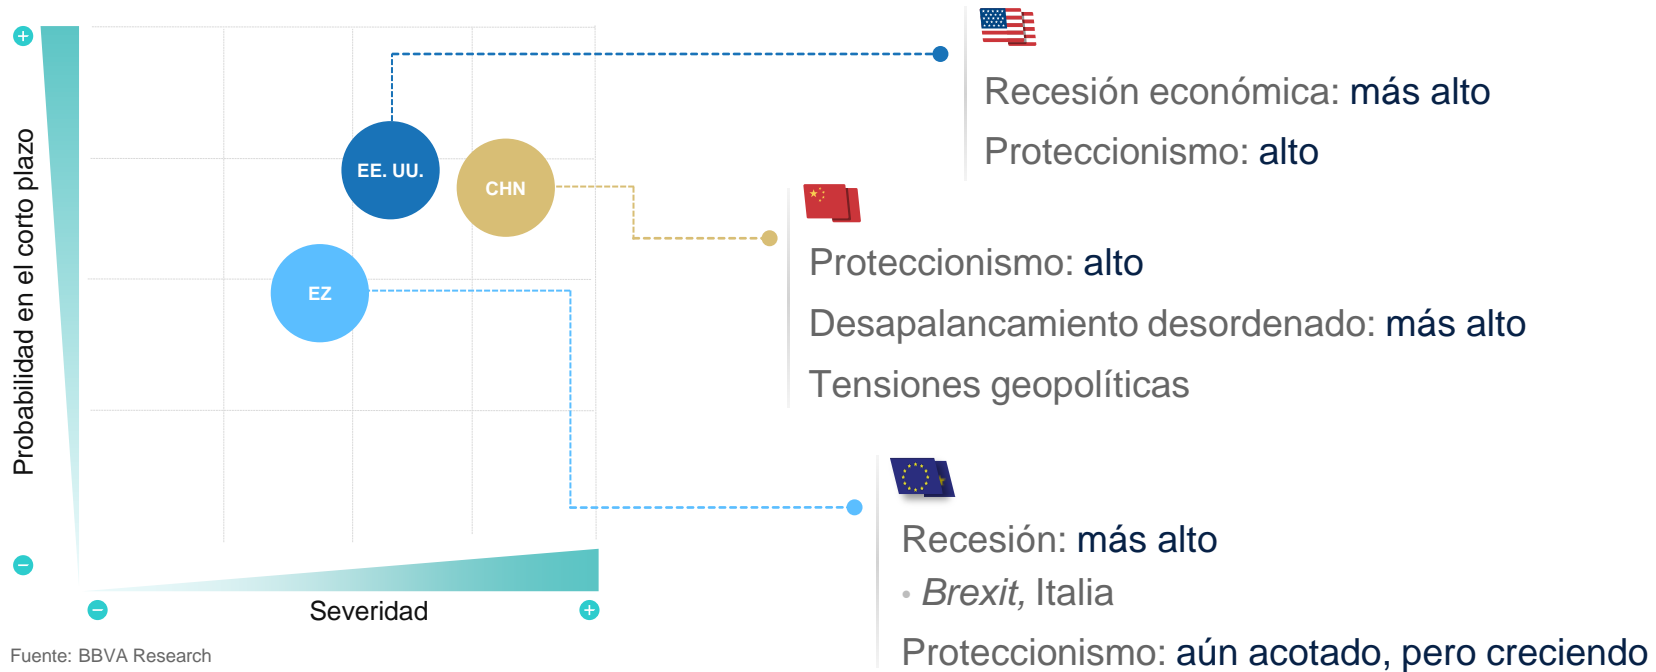 Probabilidad en el corto plazo
EE. UU.
CHN
EZ
Severidad
Recesión económica: más alto
Proteccionismo: alto
Proteccionismo: alto
Desapalancamiento desordenado: más alto
Tensiones geopolíticas
Recesión: más alto
• Brexit, Italia
Proteccionismo: aún acotado, pero creciendo
Fuente: BBVA Research